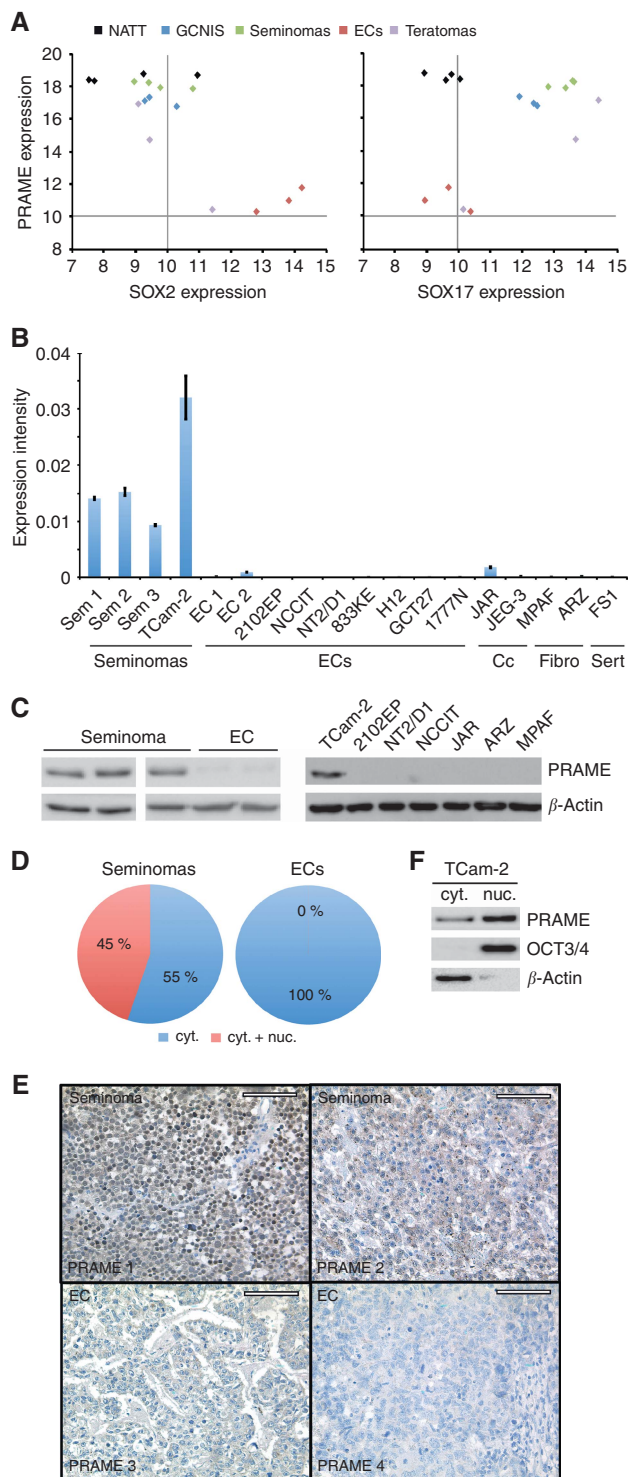 A
NATT GCNIS Seminomas ECs Teratomas
PRAME expression
20
18
16
14
12
10
8
7 8 9 10 11 12 13 14 15
SOX2 expression
7 8 9 10 11 12 13 14 15
SOX17 expression
B
Expression intensity
0.04
0.03
0.02
0.01
0
Sem 1 Sem 2 Sem 3 TCam-2 EC 1 EC 2 2102EP NCCIT NT2/D1 833KE H12 GCT27 1777N JAR JEG-3 MPAF ARZ FS1
Seminomas ECs Cc Fibro Sert
C
Seminoma EC
TCam-2 2102EP NT2/D1 NCCIT JAR ARZ MPAF
PRAME
β-Actin
D
Seminomas ECs
45 % 55 %
0 %
100 %
cyt. cyt. + nuc.
F
TCam-2
cyt. nuc.
PRAME
OCT3/4
β-Actin
E
Seminoma
PRAME 1
Seminoma
PRAME 2
EC
PRAME 3
EC
PRAME 4